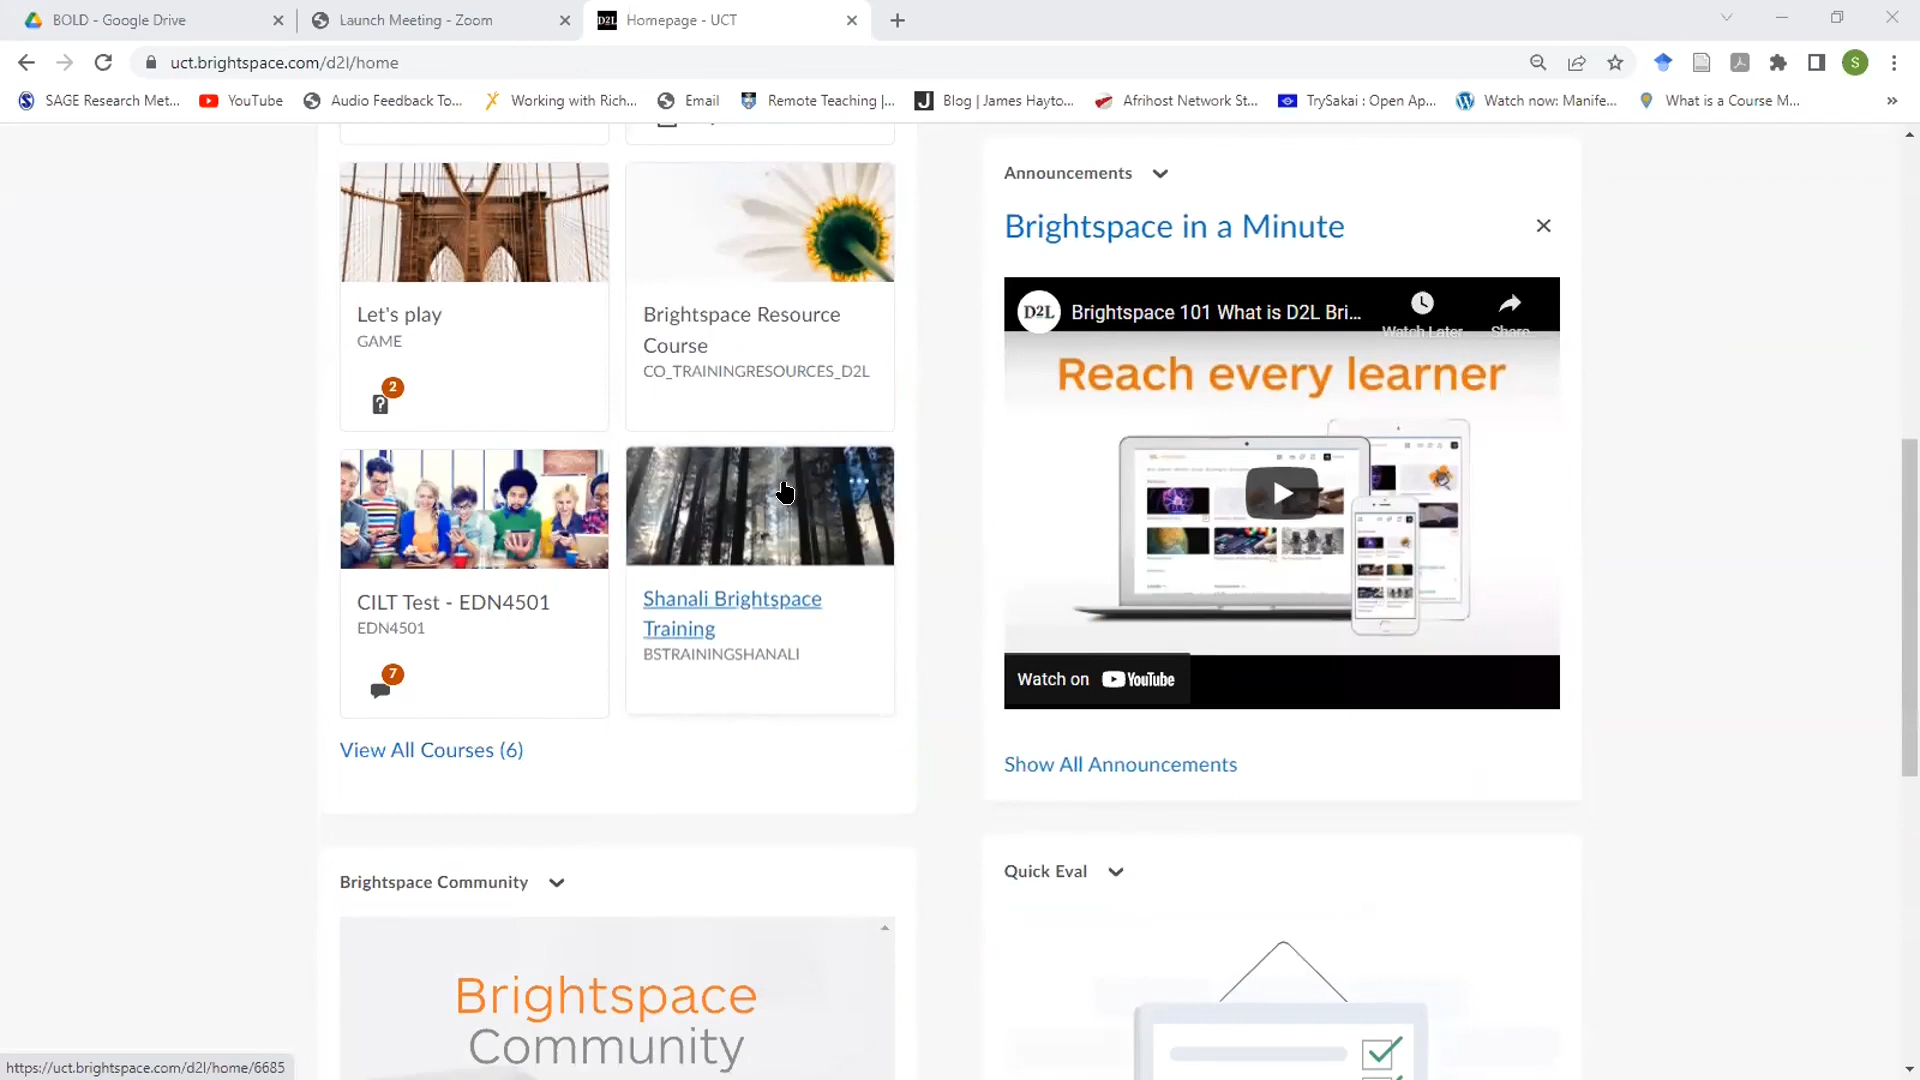 BOLD - Google Drive
Launch Meeting - Zoom
D2L
Homepage - UCT
uct.brightspace.com/d2l/home
S
SAGE Research Met...
YouTube
Audio Feedback To...
Working with Rich...
Email
Remote Teaching |...
Blog | James Hayto...
Afrihost Network St...
TrySakai : Open Ap...
Watch now: Manife...
What is a Course M...
»
Let's play
GAME
2
Brightspace Resource
Course
CO_TRAININGRESOURCES_D2L
CILT Test - EDN4501
EDN4501
7
Shanali Brightspace
Training
BSTRAININGSHANALI
View All Courses (6)
Brightspace Community
Brightspace
Community
Announcements
Brightspace in a Minute
D2L
Brightspace 101 What is D2L Bri...
Watch Later
Share
Reach every learner
Watch on YouTube
Show All Announcements
Quick Eval
https://uct.brightspace.com/d2l/home/6685